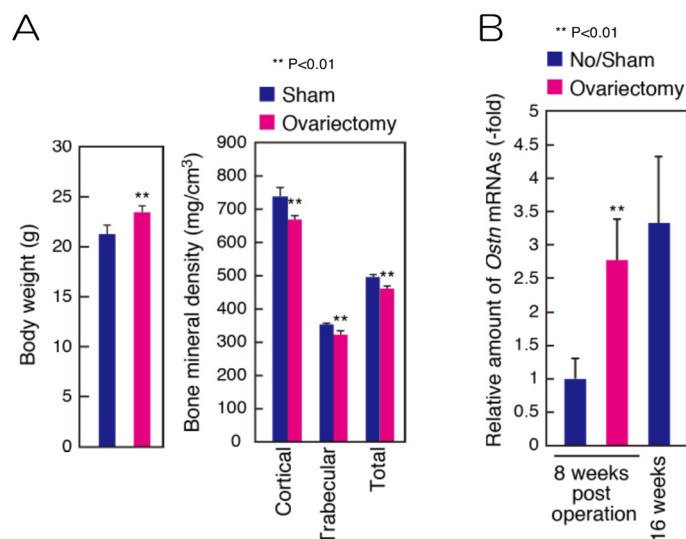 A
Body weight (g)
30
25
20
15
10
5
0
**
** P<0.01
Sham
Ovariectomy
Bone mineral density (mg/cm³)
900
800
700
600
500
400
300
200
100
0
**
**
**
Cortical
Trabecular
Total
B
** P<0.01
No/Sham
Ovariectomy
Relative amount of Ostn mRNAs (-fold)
5
4.5
4
3.5
3
2.5
2
1.5
1
0.5
0
**
8 weeks
post
operation
16 weeks